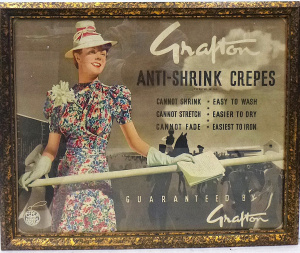 Grafton
ANTI-SHRINK CREPES
CANNOT SHRINK • EASY TO WASH
CANNOT STRETCH • EASIER TO DRY
CANNOT FADE • EASIEST TO IRON
GUARANTEED BY
Grafton